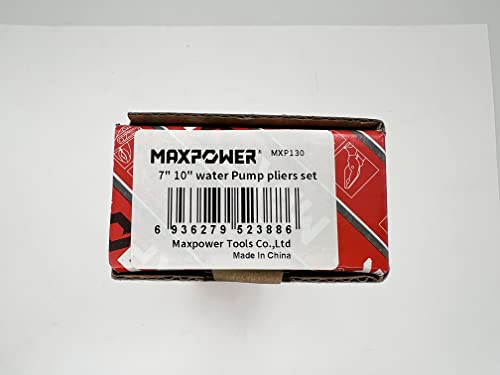 MAXPOWER® MXP130
7" 10" water Pump pliers set
6 936279 523886
Maxpower Tools Co.,Ltd
Made In China